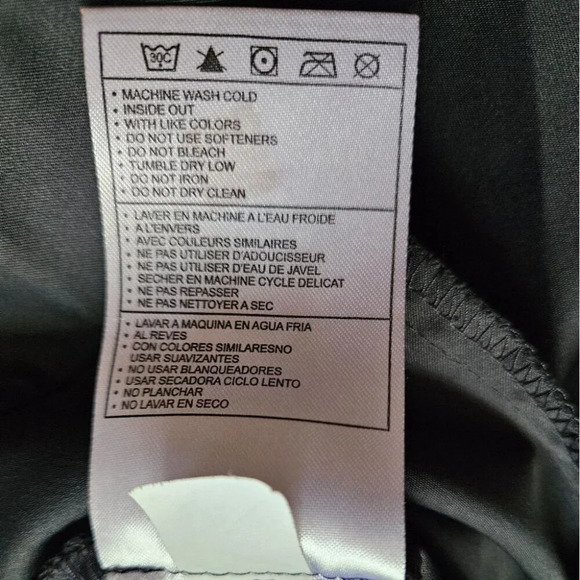 30C
• MACHINE WASH COLD
• INSIDE OUT
• WITH LIKE COLORS
• DO NOT USE SOFTENERS
• DO NOT BLEACH
TUMBLE DRY LOW
• DO NOT IRON
• DO NOT DRY CLEAN
• LAVER EN MACHINE A L'EAU FROIDE
• A L'ENVERS
• AVEC COULEURS SIMILAIRES
• NE PAS UTILISER D'ADOUCISSEUR
• NE PAS UTILISER D'EAU DE JAVEL
• SECHER EN MACHINE CYCLE DELICAT
• NE PAS REPASSER
• NE PAS NETTOYER A SEC
• LAVAR A MAQUINA EN AGUA FRIA
• AL REVES
• CON COLORES SIMILARESNO
USAR SUAVIZANTES
• NO USAR BLANQUEADORES
• USAR SECADORA CICLO LENTO
• NO PLANCHAR
• NO LAVAR EN SECO